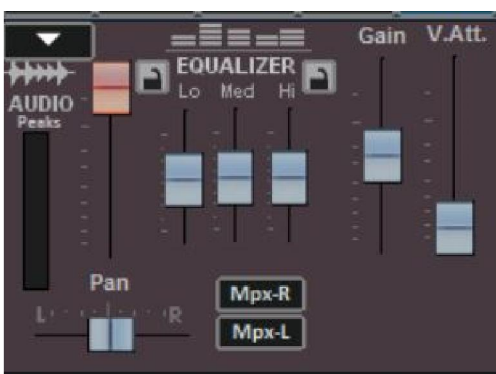 Gain V.Att.
EQUALIZER
Lo Med Hi
AUDIO
Peaks
Pan
L R
Mpx-R
Mpx-L